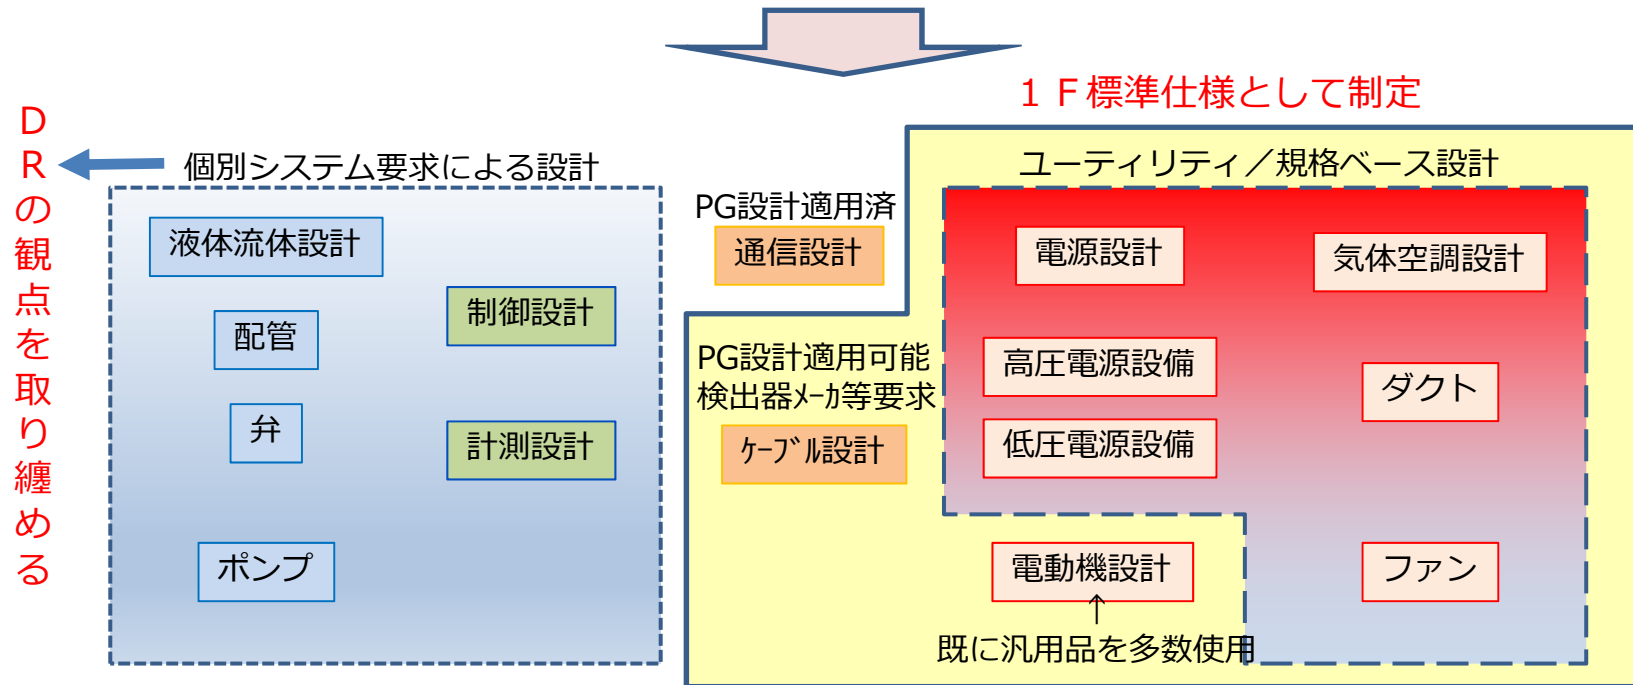 １Ｆ標準仕様として制定
ＤＲの観点を取り纏める
個別システム要求による設計
液体流体設計
配管
弁
ポンプ
制御設計
計測設計
PG設計適用済
通信設計
PG設計適用可能
検出器ﾒｰｶ等要求
ｹｰﾌﾞﾙ設計
ユーティリティ／規格ベース設計
電源設計
高圧電源設備
低圧電源設備
電動機設計
↑
既に汎用品を多数使用
気体空調設計
ダクト
ファン